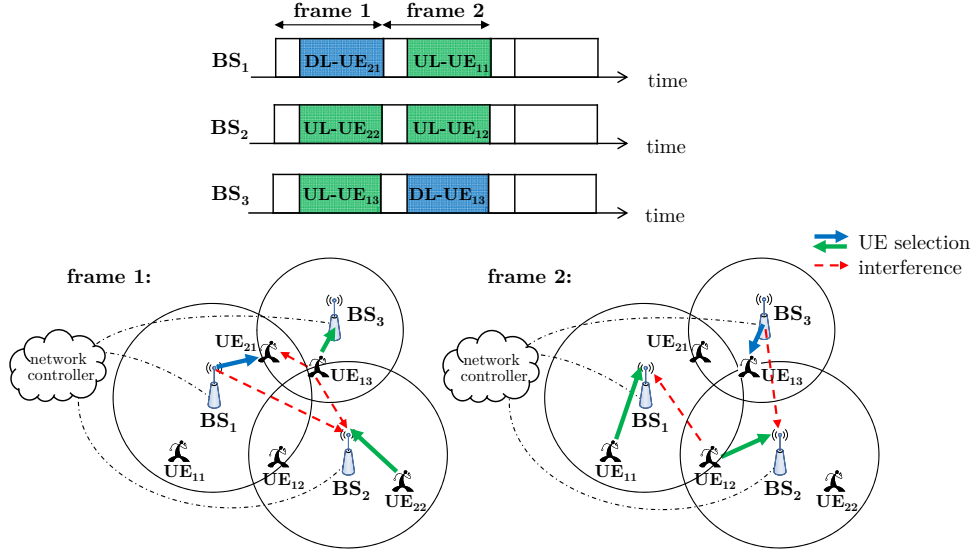 frame 1 frame 2
BS₁ DL-UE₂₁ UL-UE₁₁ time
BS₂ UL-UE₂₂ UL-UE₁₂ time
BS₃ UL-UE₁₃ DL-UE₁₃ time
UE selection
interference
frame 1:
network
controller
BS₃
UE₂₁
UE₁₃
BS₁
UE₁₁
UE₁₂
BS₂
UE₂₂
frame 2:
network
controller
BS₃
UE₂₁
UE₁₃
BS₁
UE₁₁
UE₁₂
BS₂
UE₂₂